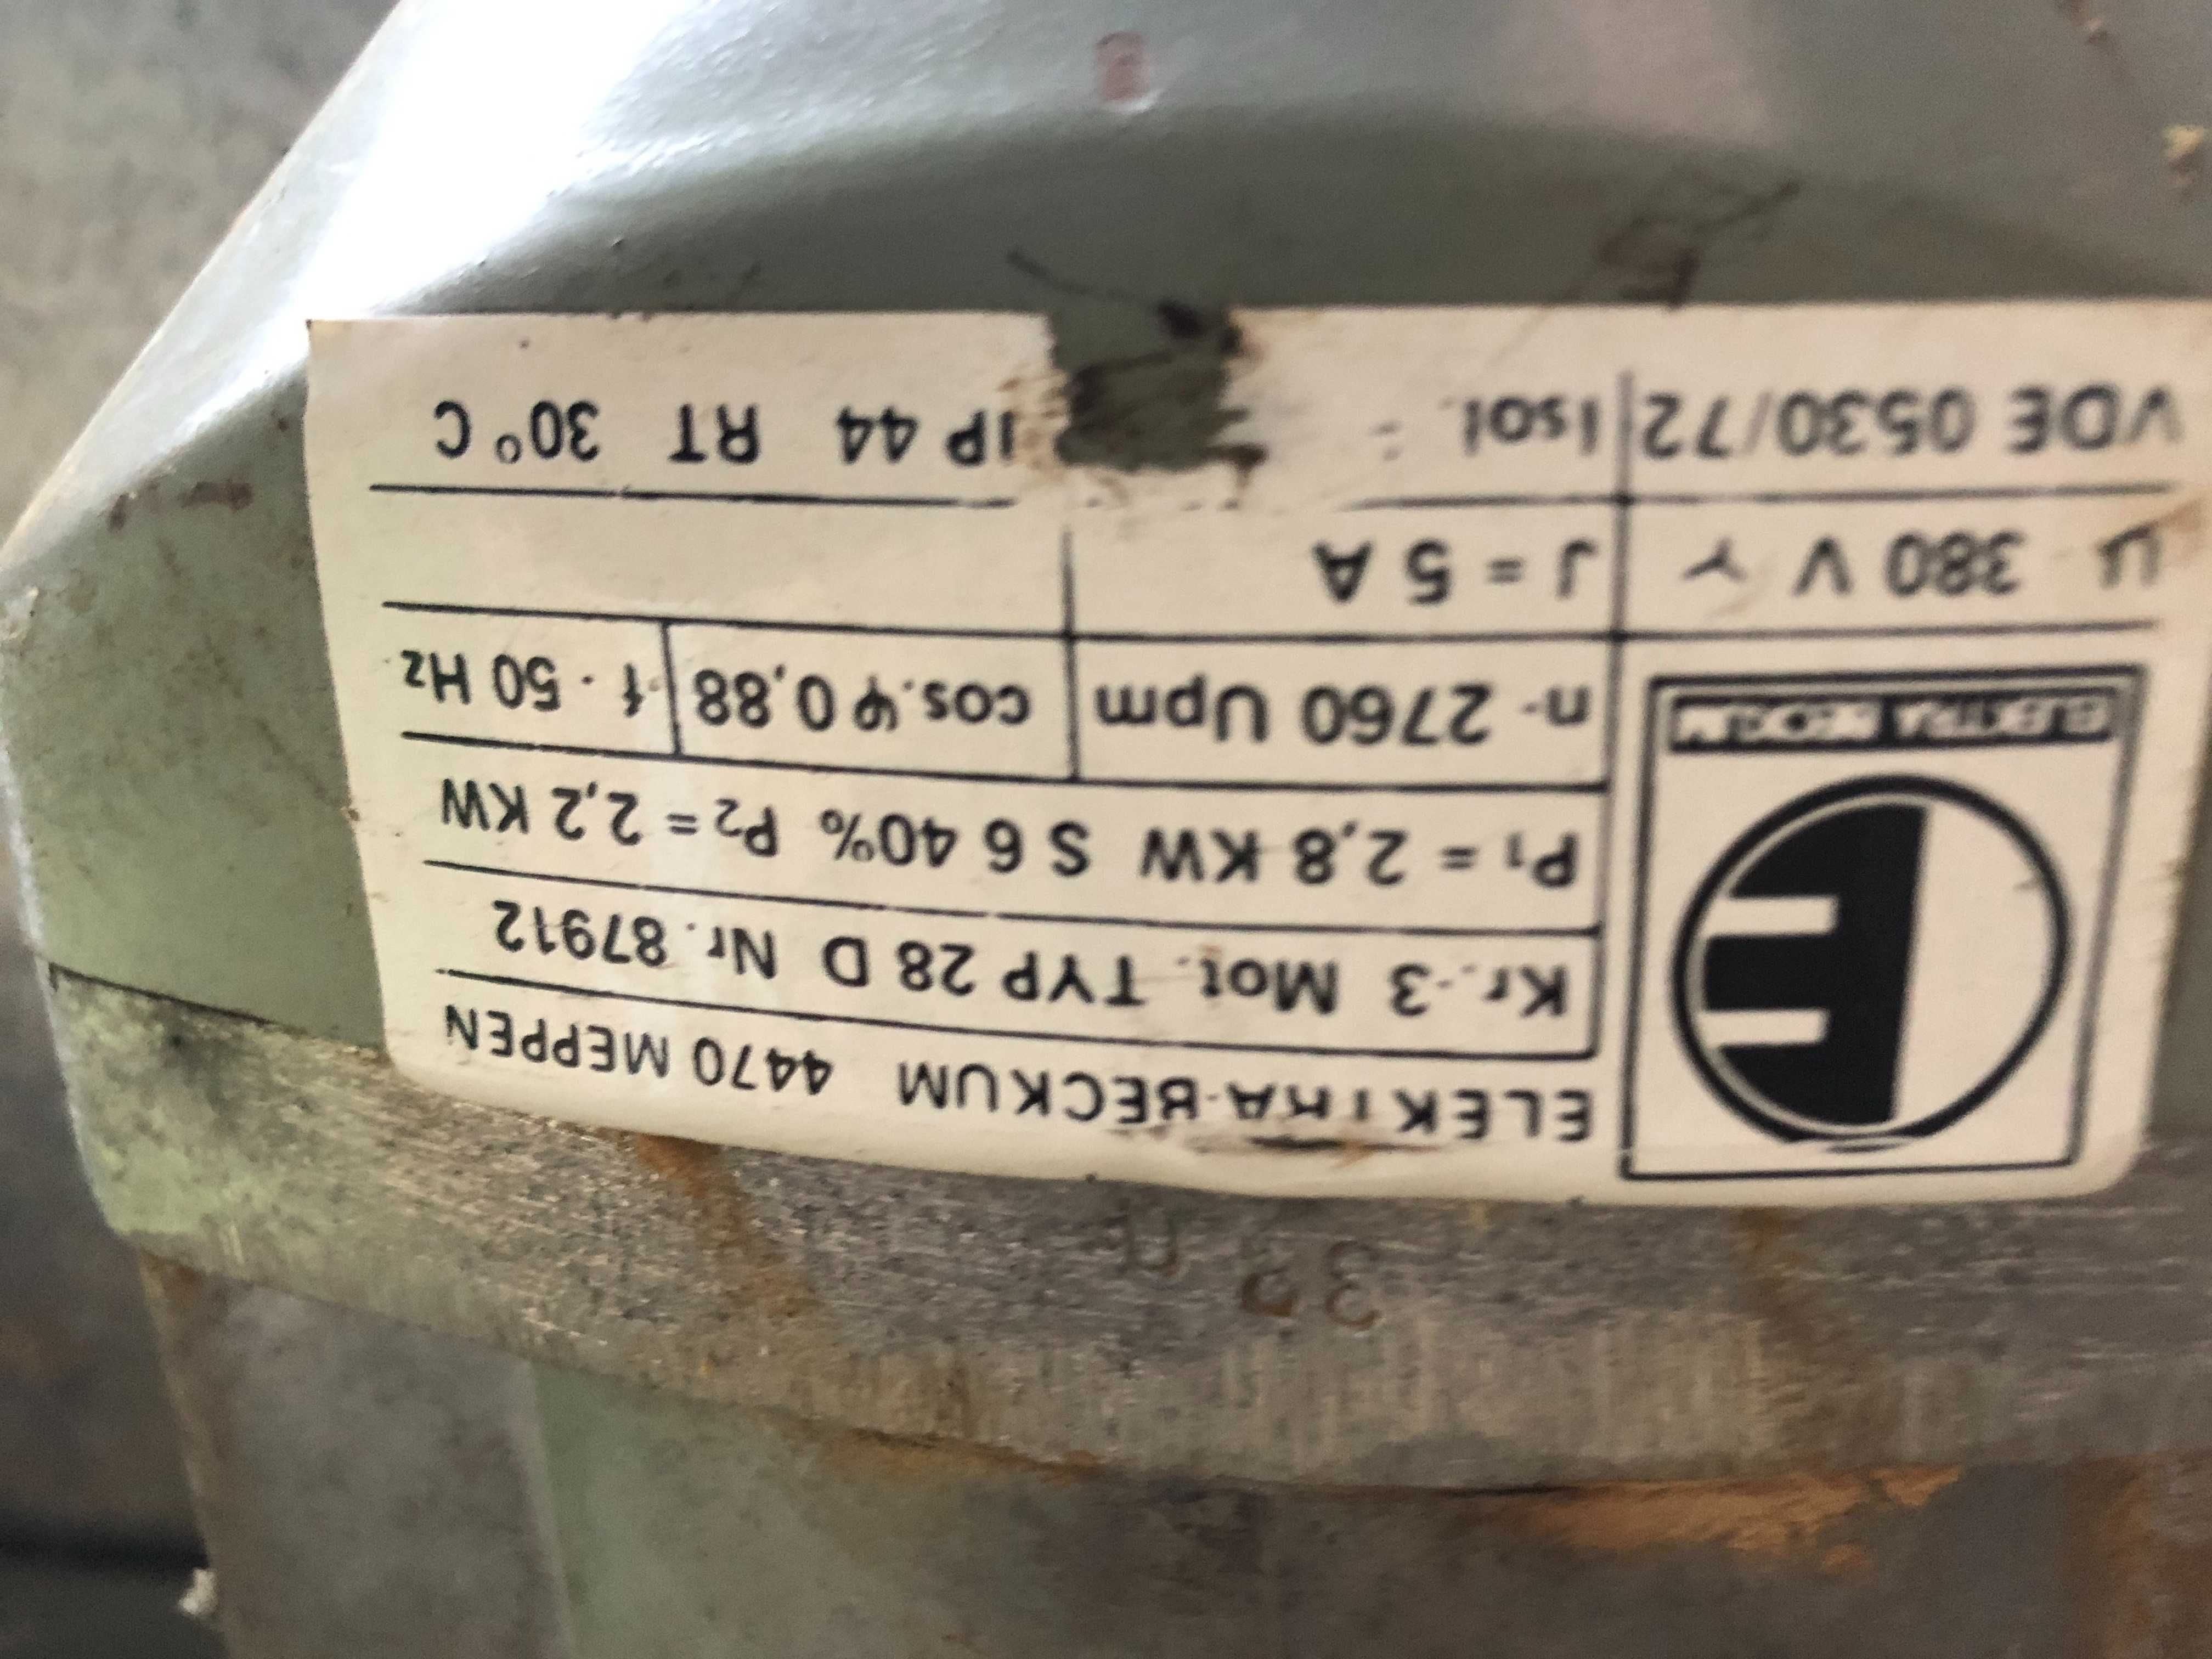 ELEKTRA BECKUM
ELEKTRA-BECKUM 4470 MEPPEN
Kr.-3 Mot. TYP 28 D Nr. 87912
P1 = 2,8 KW S 6 40% P2 = 2,2 KW
n- 2760 Upm cos.φ 0,88 f · 50 Hz
U 380 V Y J = 5 A
VDE 0530/72 Isol. IP 44 RT 30° C